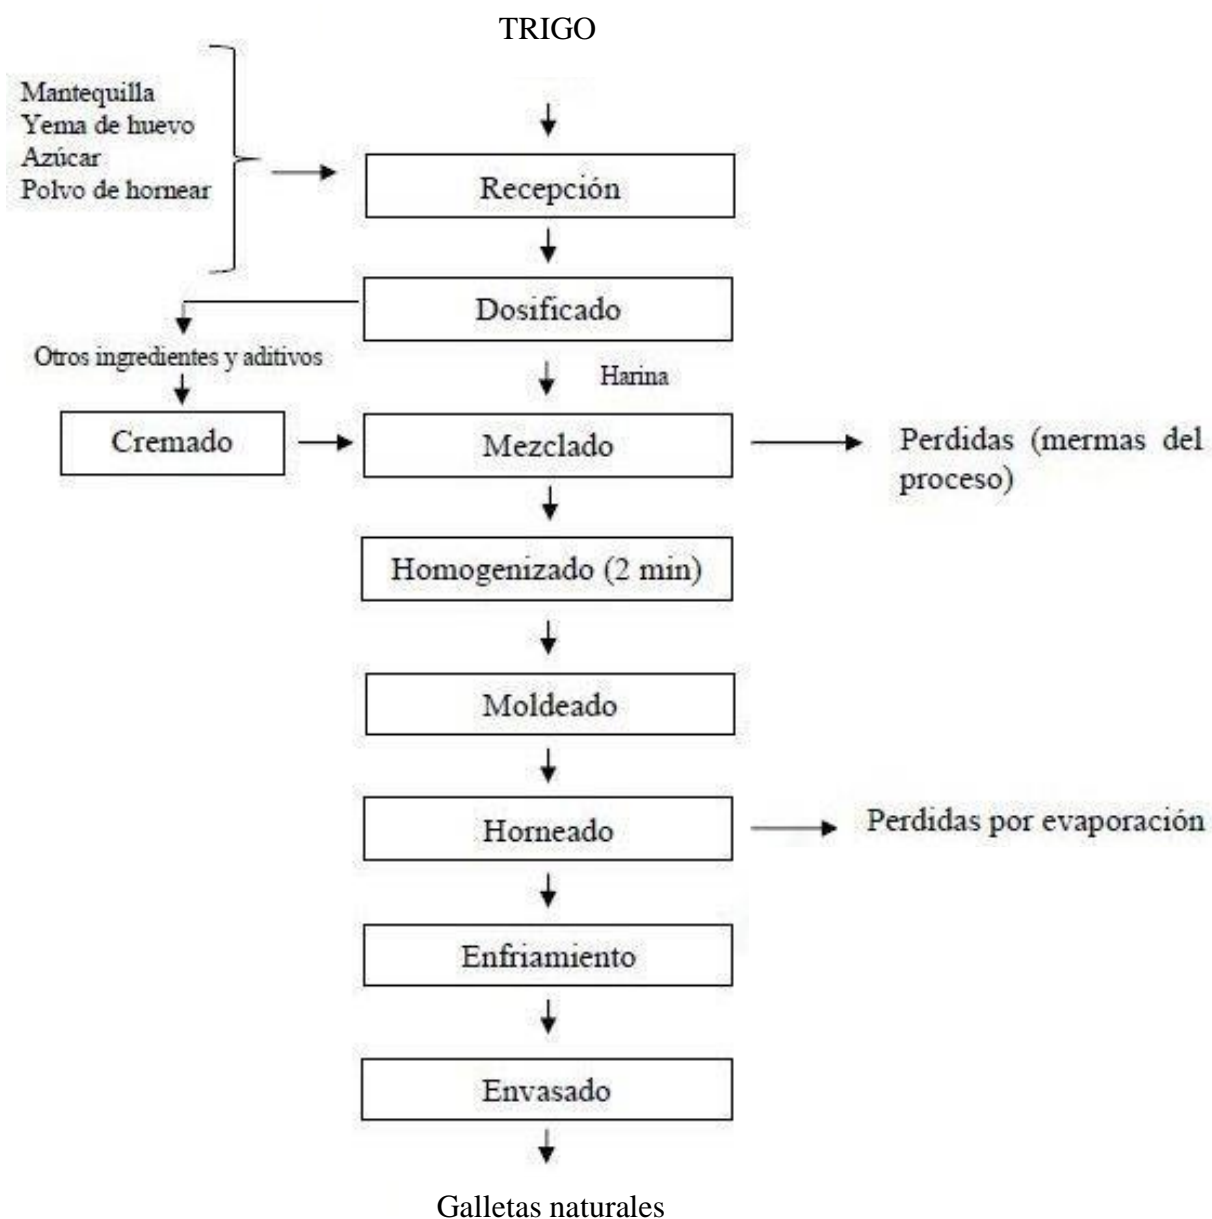 TRIGO
Mantequilla
Yema de huevo
Azúcar
Polvo de hornear
Recepción
Dosificado
Otros ingredientes y aditivos
Harina
Cremado
Mezclado
Perdidas (mermas del
proceso)
Homogenizado (2 min)
Moldeado
Horneado
Perdidas por evaporación
Enfriamiento
Envasado
Galletas naturales